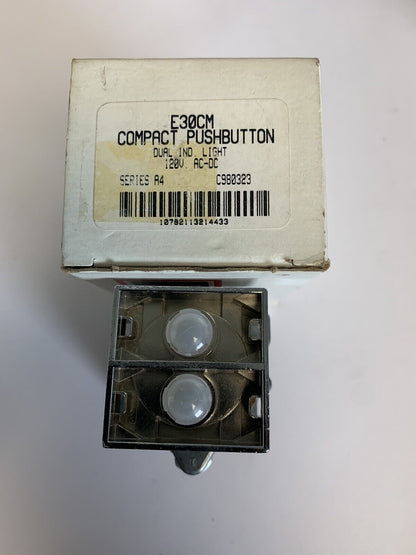 E30CM
COMPACT PUSHBUTTON
DUAL IND. LIGHT
120V. AC-DC
SERIES A4 C980323
10782113214433